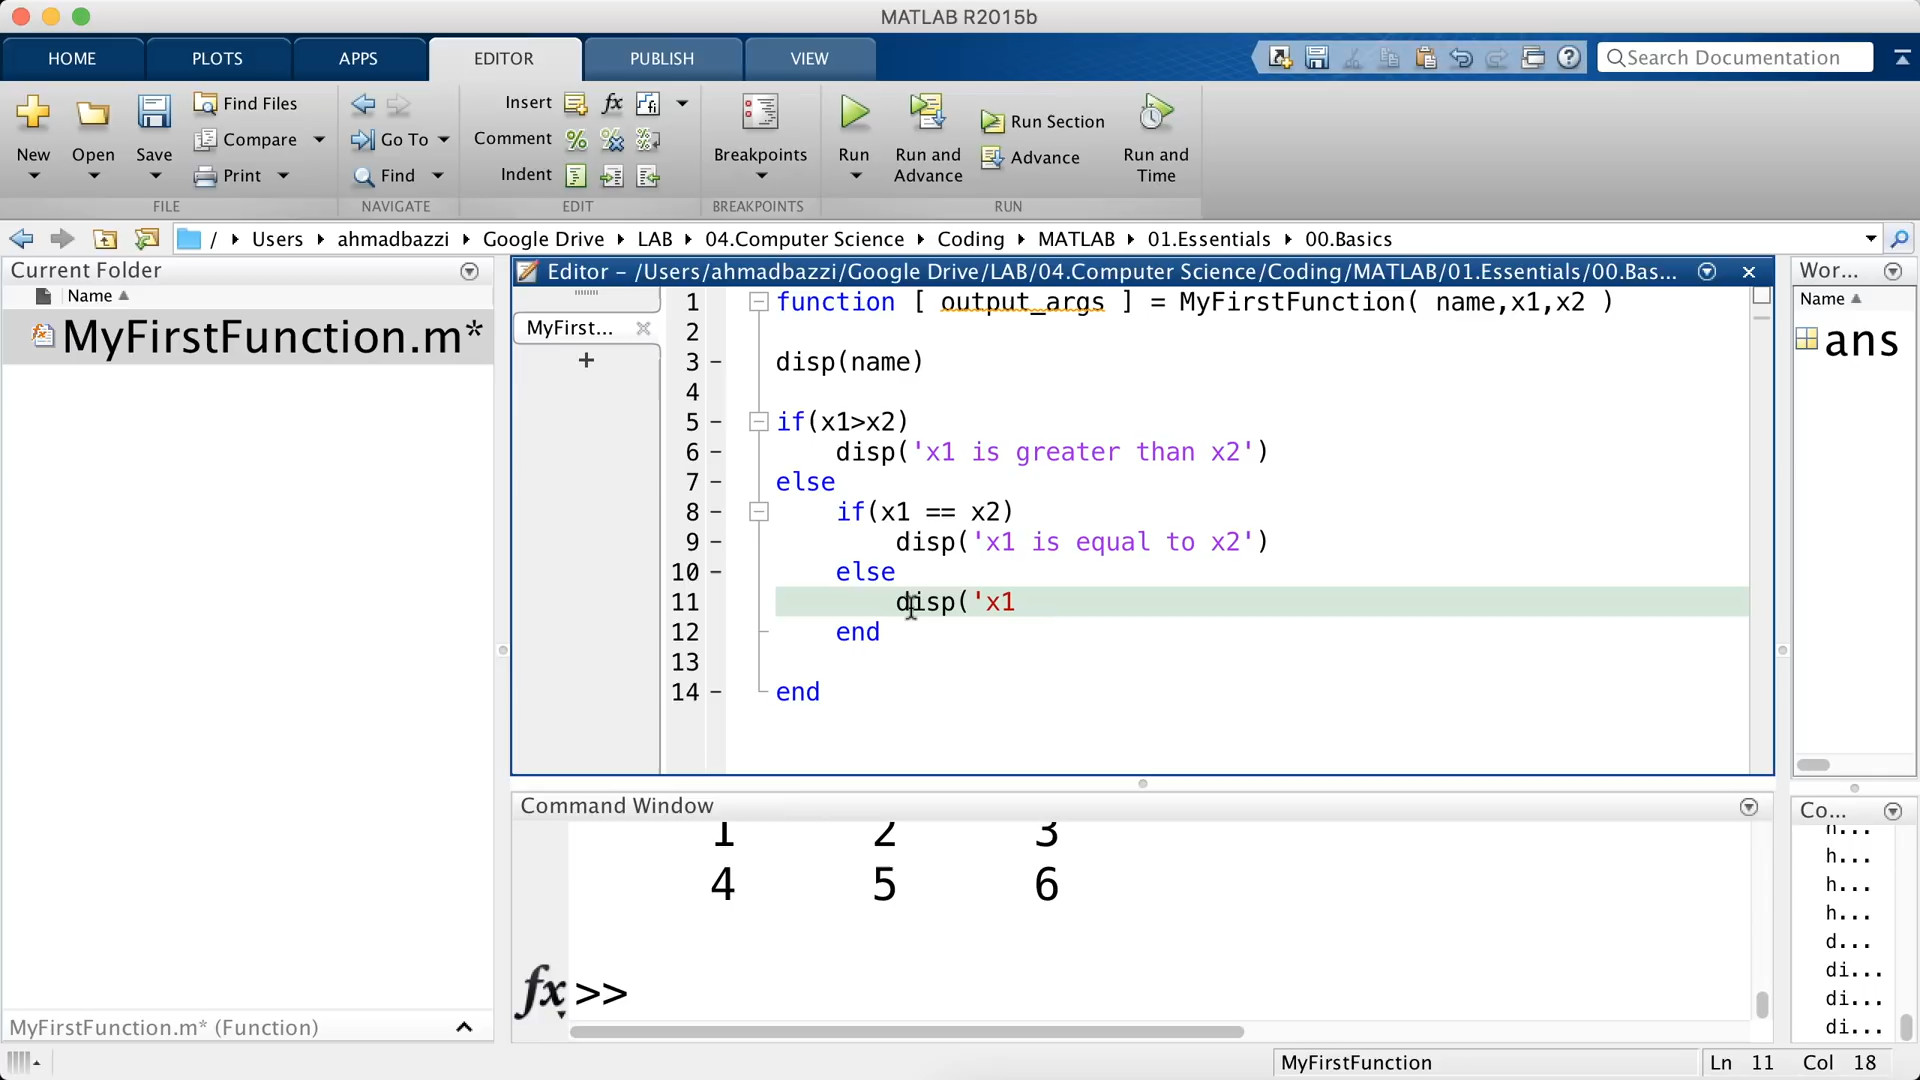 MATLAB R2015b
HOME PLOTS APPS EDITOR PUBLISH VIEW
Search Documentation
New
Open
Save
Find Files
Compare
Print
FILE
Go To
Find
NAVIGATE
Insert fx
Comment
Indent
EDIT
Breakpoints
BREAKPOINTS
Run
Run and Advance
Run Section
Advance
Run and Time
RUN
/ Users ahmadbazzi Google Drive LAB 04.Computer Science Coding MATLAB 01.Essentials 00.Basics
Current Folder
Name
MyFirstFunction.m*
MyFirstFunction.m* (Function)
Editor – /Users/ahmadbazzi/Google Drive/LAB/04.Computer Science/Coding/MATLAB/01.Essentials/00.Bas...
MyFirst...
+
1 function [ output_args ] = MyFirstFunction( name,x1,x2 )
2
3 – disp(name)
4
5 – if(x1>x2)
6 – disp('x1 is greater than x2')
7 – else
8 – if(x1 == x2)
9 – disp('x1 is equal to x2')
10 – else
11 disp('x1
12 end
13
14 – end
Command Window
1 2 3
4 5 6
fx >>
Wor...
Name
ans
Co...
h...
h...
h...
h...
d...
di...
di...
di...
MyFirstFunction
Ln 11 Col 18